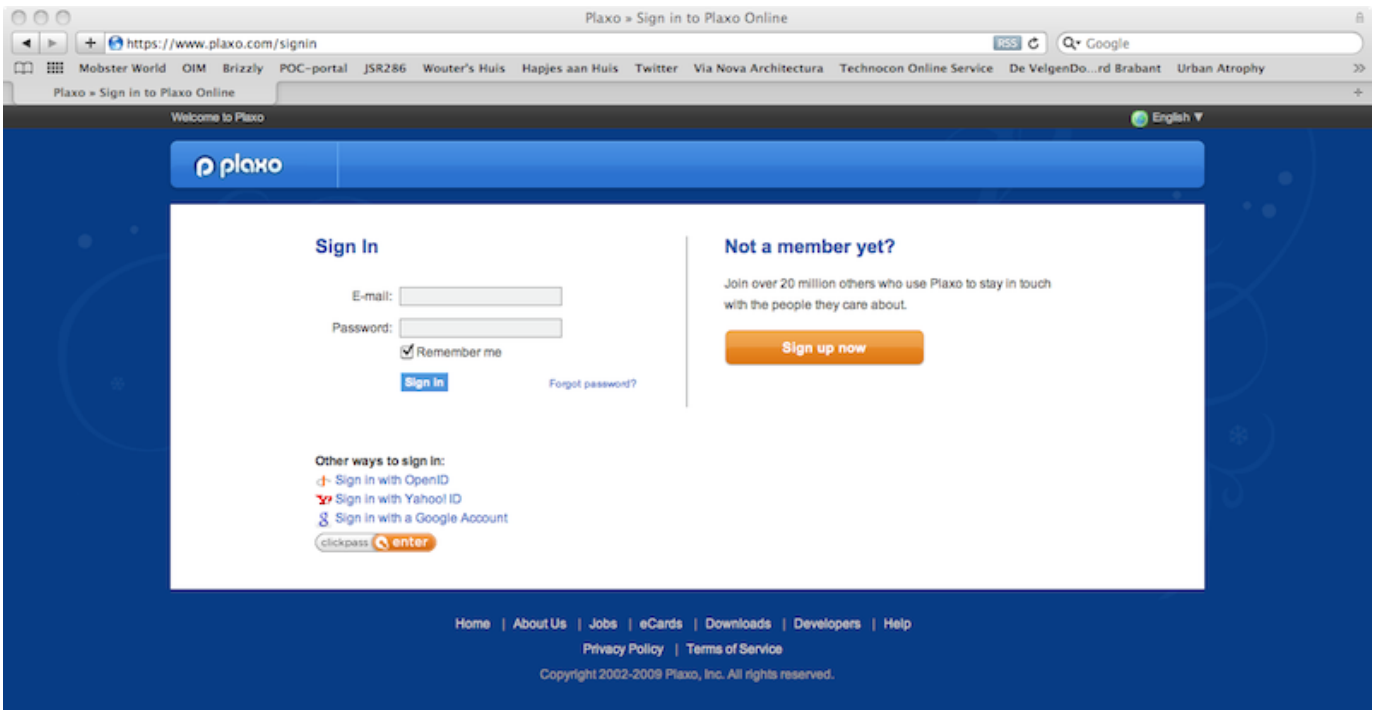 Plaxo » Sign in to Plaxo Online
https://www.plaxo.com/signin RSS Google
Mobster World OIM Brizzly POC-portal JSR286 Wouter's Huis Hapjes aan Huis Twitter Via Nova Architectura Technocon Online Service De VelgenDo...rd Brabant Urban Atrophy
Plaxo » Sign in to Plaxo Online
Welcome to Plaxo English
plaxo
Sign In
E-mail:
Password:
Remember me
Sign in Forgot password?
Not a member yet?
Join over 20 million others who use Plaxo to stay in touch
with the people they care about.
Sign up now
Other ways to sign in:
Sign in with OpenID
Sign in with Yahoo! ID
Sign in with a Google Account
clickpass enter
Home | About Us | Jobs | eCards | Downloads | Developers | Help
Privacy Policy | Terms of Service
Copyright 2002-2009 Plaxo, Inc. All rights reserved.